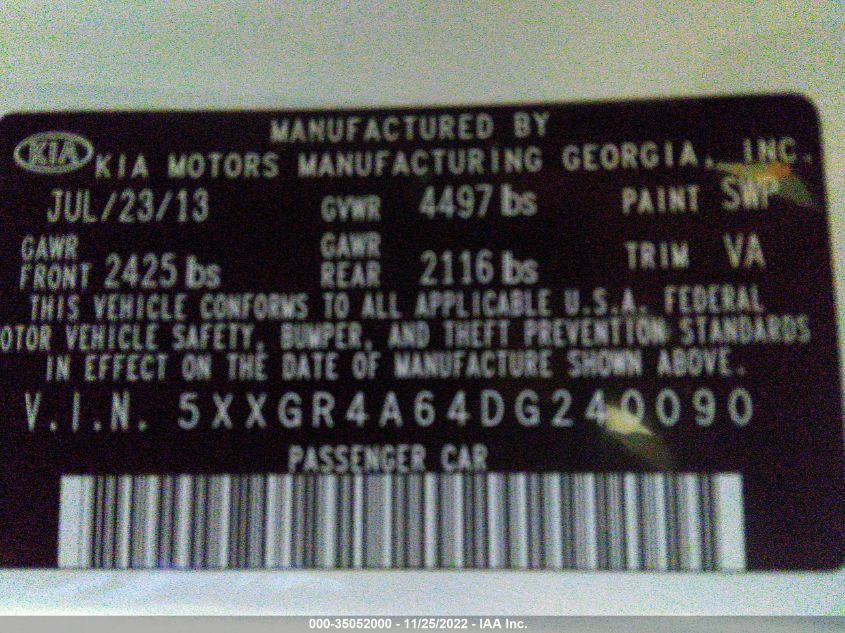 MANUFACTURED BY
KIA KIA MOTORS MANUFACTURING GEORGIA, INC.
JUL/23/13 GVWR 4497 lbs PAINT SWP
GAWR FRONT 2425 lbs GAWR REAR 2116 lbs TRIM VA
THIS VEHICLE CONFORMS TO ALL APPLICABLE U.S.A. FEDERAL
OTOR VEHICLE SAFETY, BUMPER, AND THEFT PREVENTION STANDARDS
IN EFFECT ON THE DATE OF MANUFACTURE SHOWN ABOVE.
V.I.N. 5XXGR4A64DG240090
PASSENGER CAR
000-35052000 - 11/25/2022 - IAA Inc.